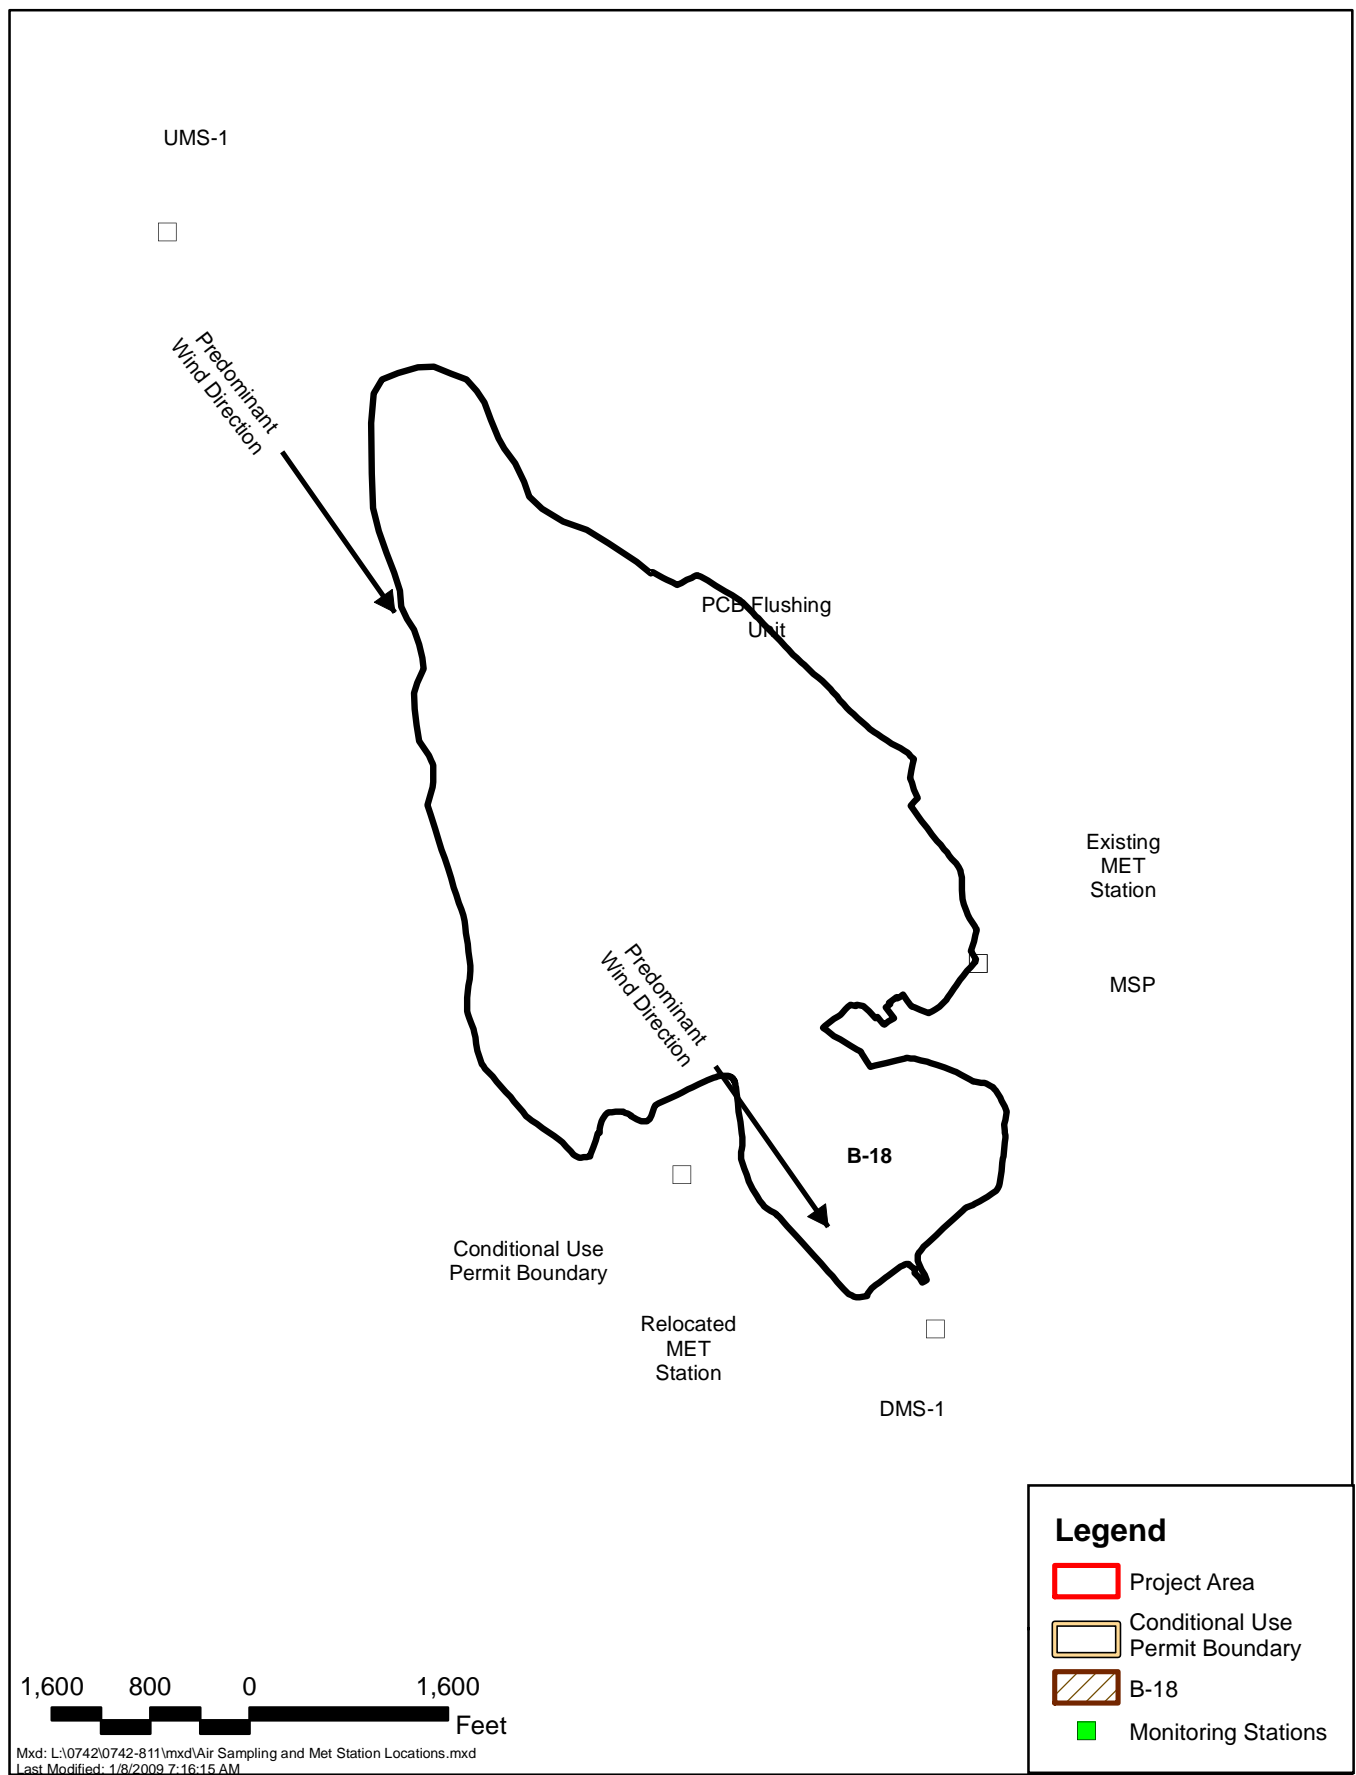 UMS-1
Predominant
Wind Direction
PCB Flushing
Unit
Existing
MET
Station
MSP
Predominant
Wind Direction
B-18
Conditional Use
Permit Boundary
Relocated
MET
Station
DMS-1
Legend
Project Area
Conditional Use
Permit Boundary
B-18
Monitoring Stations
1,600 800 0 1,600
Feet
Mxd: L:\0742\0742-811\mxd\Air Sampling and Met Station Locations.mxd
Last Modified: 1/8/2009 7:16:15 AM